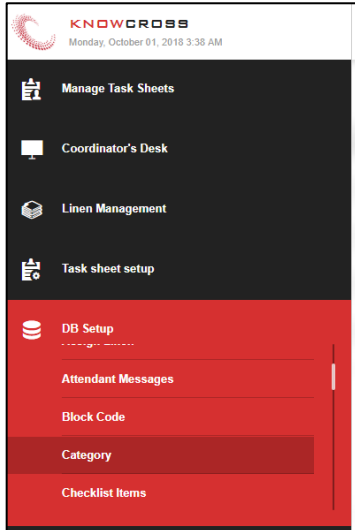 KNOWCROSS
Monday, October 01, 2018 3:38 AM
Manage Task Sheets
Coordinator's Desk
Linen Management
Task sheet setup
DB Setup
Attendant Messages
Block Code
Category
Checklist Items